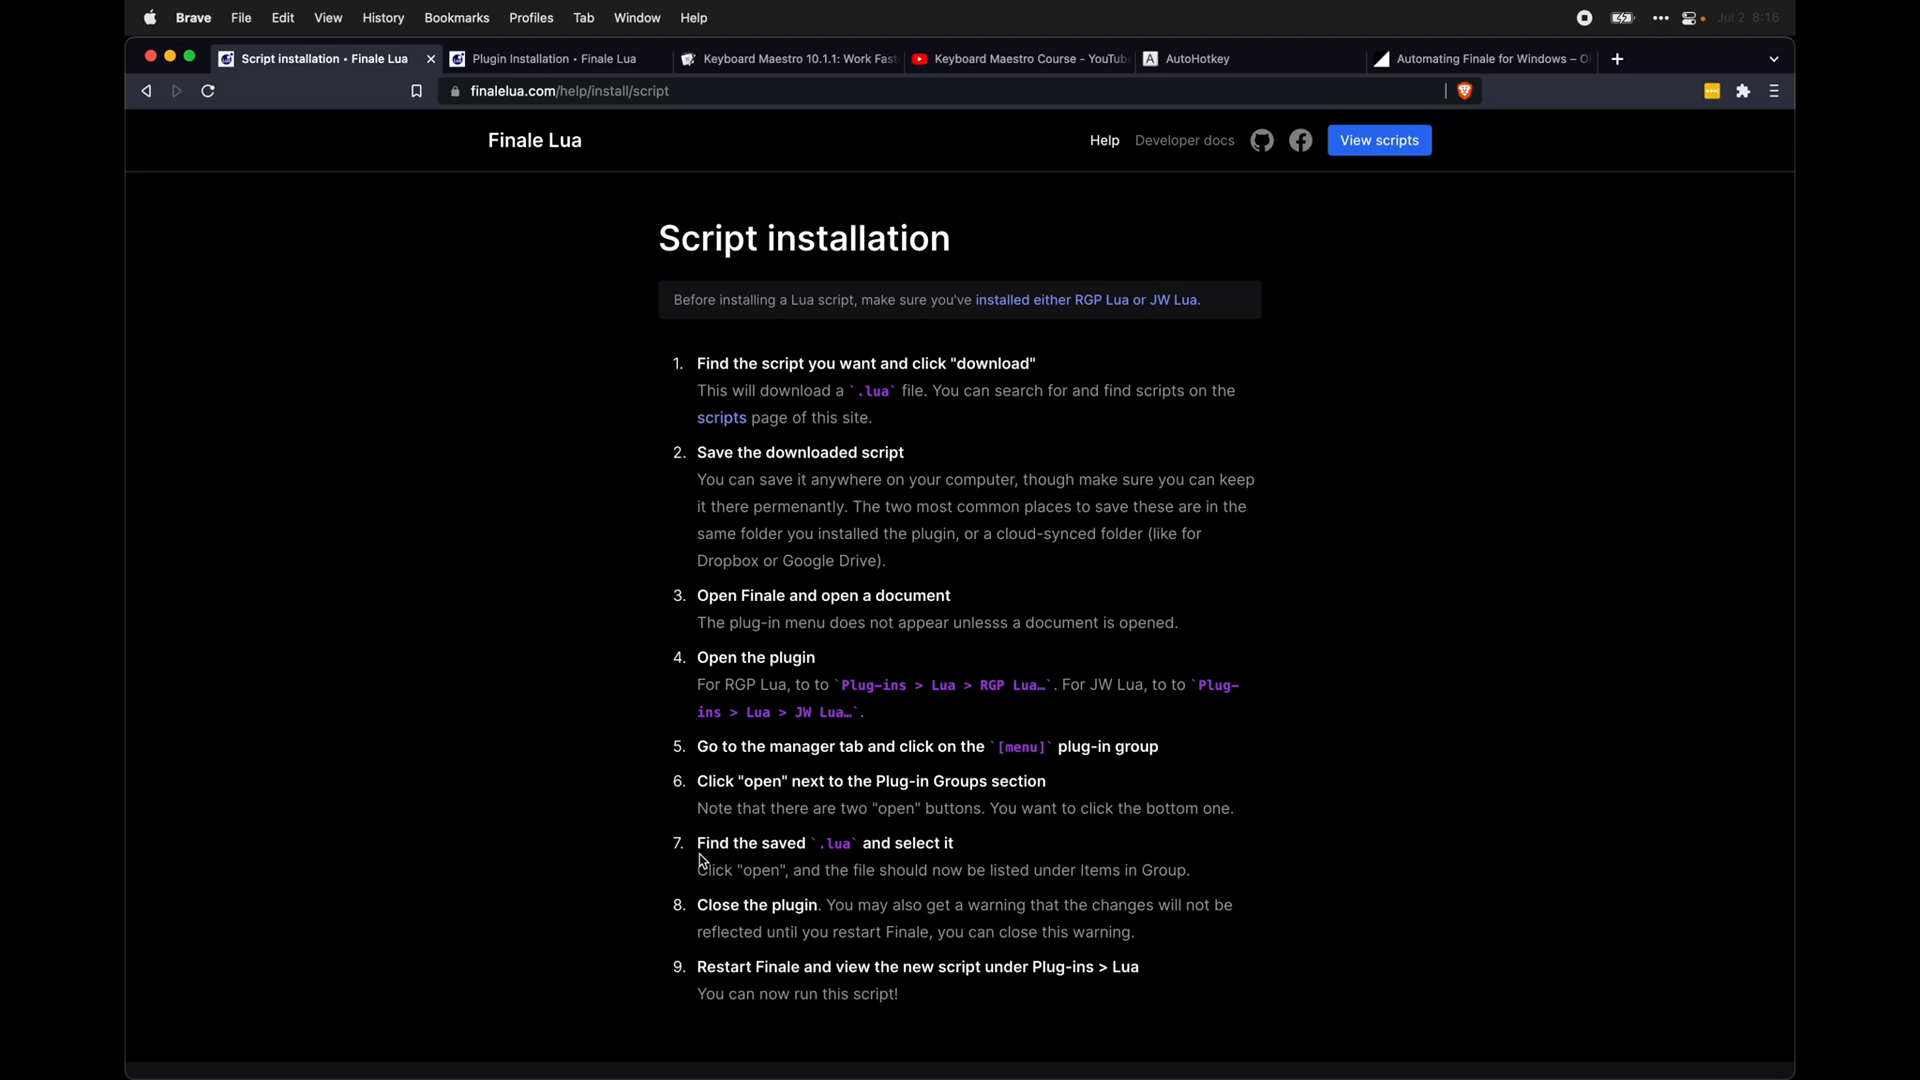 Brave File Edit View History Bookmarks Profiles Tab Window Help Jul 2 8:16
Script installation • Finale Lua Plugin Installation • Finale Lua Keyboard Maestro 10.1.1: Work Fast Keyboard Maestro Course - YouTub AutoHotkey Automating Finale for Windows – O
finalelua.com/help/install/script
Finale Lua Help Developer docs View scripts
Script installation
Before installing a Lua script, make sure you've installed either RGP Lua or JW Lua.
1. Find the script you want and click "download"
This will download a `.lua` file. You can search for and find scripts on the
scripts page of this site.
2. Save the downloaded script
You can save it anywhere on your computer, though make sure you can keep
it there permenantly. The two most common places to save these are in the
same folder you installed the plugin, or a cloud-synced folder (like for
Dropbox or Google Drive).
3. Open Finale and open a document
The plug-in menu does not appear unlesss a document is opened.
4. Open the plugin
For RGP Lua, to to `Plug-ins > Lua > RGP Lua…`. For JW Lua, to to `Plug-
ins > Lua > JW Lua…`.
5. Go to the manager tab and click on the `[menu]` plug-in group
6. Click "open" next to the Plug-in Groups section
Note that there are two "open" buttons. You want to click the bottom one.
7. Find the saved `.lua` and select it
Click "open", and the file should now be listed under Items in Group.
8. Close the plugin. You may also get a warning that the changes will not be
reflected until you restart Finale, you can close this warning.
9. Restart Finale and view the new script under Plug-ins > Lua
You can now run this script!